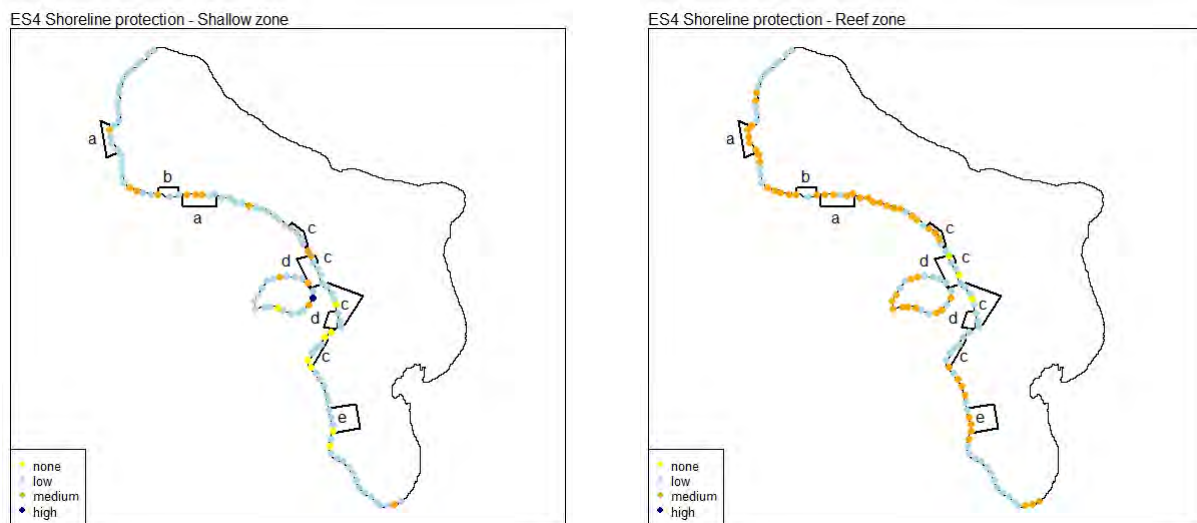 ES4 Shoreline protection - Shallow zone
a
b
a
c
d
c
c
d
c
e
none
low
medium
high
ES4 Shoreline protection - Reef zone
a
b
a
c
d
c
c
d
c
e
none
low
medium
high